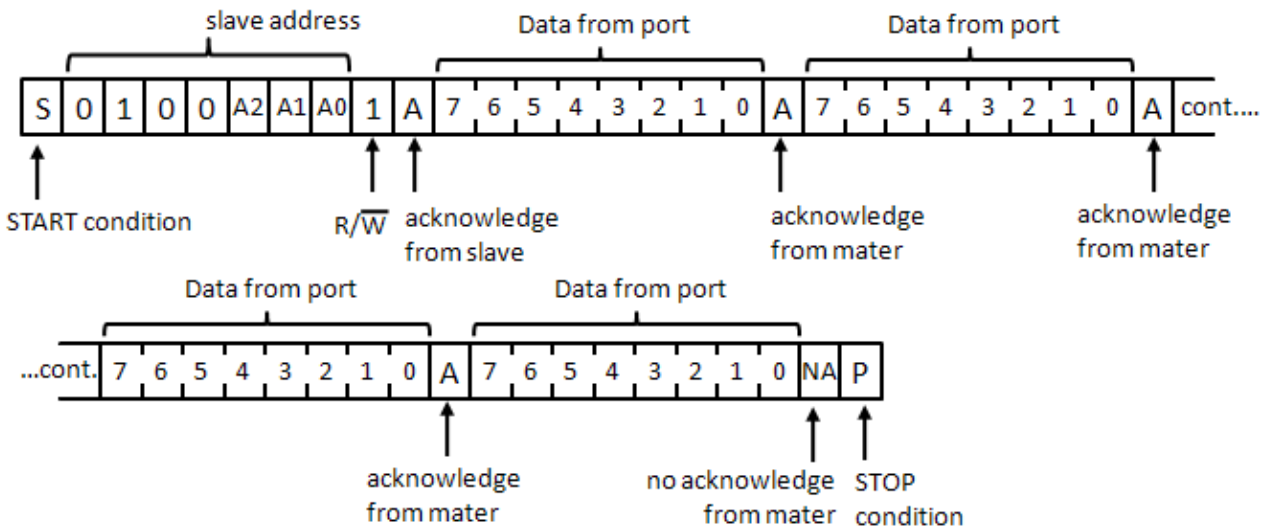 slave address Data from port Data from port
S 0 1 0 0 A2 A1 A0 1 A 7 6 5 4 3 2 1 0 A 7 6 5 4 3 2 1 0 A cont....
START condition R/W̅ acknowledge from slave acknowledge from mater acknowledge from mater
Data from port Data from port
...cont. 7 6 5 4 3 2 1 0 A 7 6 5 4 3 2 1 0 NA P
acknowledge from mater no acknowledge from mater STOP condition